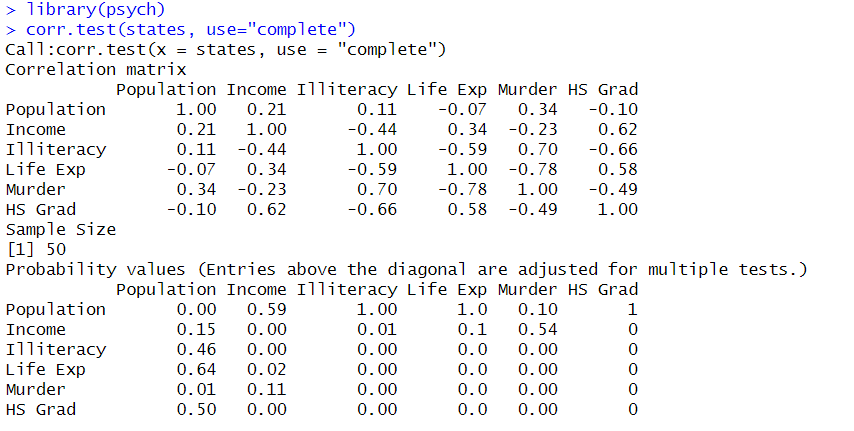 > library(psych)
> corr.test(states, use="complete")
Call:corr.test(x = states, use = "complete")
Correlation matrix
           Population Income Illiteracy Life Exp Murder HS Grad
Population       1.00   0.21       0.11    -0.07   0.34   -0.10
Income           0.21   1.00      -0.44     0.34  -0.23    0.62
Illiteracy       0.11  -0.44       1.00    -0.59   0.70   -0.66
Life Exp        -0.07   0.34      -0.59     1.00  -0.78    0.58
Murder           0.34  -0.23       0.70    -0.78   1.00   -0.49
HS Grad         -0.10   0.62      -0.66     0.58  -0.49    1.00
Sample Size
[1] 50
Probability values (Entries above the diagonal are adjusted for multiple tests.)
           Population Income Illiteracy Life Exp Murder HS Grad
Population       0.00   0.59       1.00      1.0   0.10       1
Income           0.15   0.00       0.01      0.1   0.54       0
Illiteracy       0.46   0.00       0.00      0.0   0.00       0
Life Exp         0.64   0.02       0.00      0.0   0.00       0
Murder           0.01   0.11       0.00      0.0   0.00       0
HS Grad          0.50   0.00       0.00      0.0   0.00       0